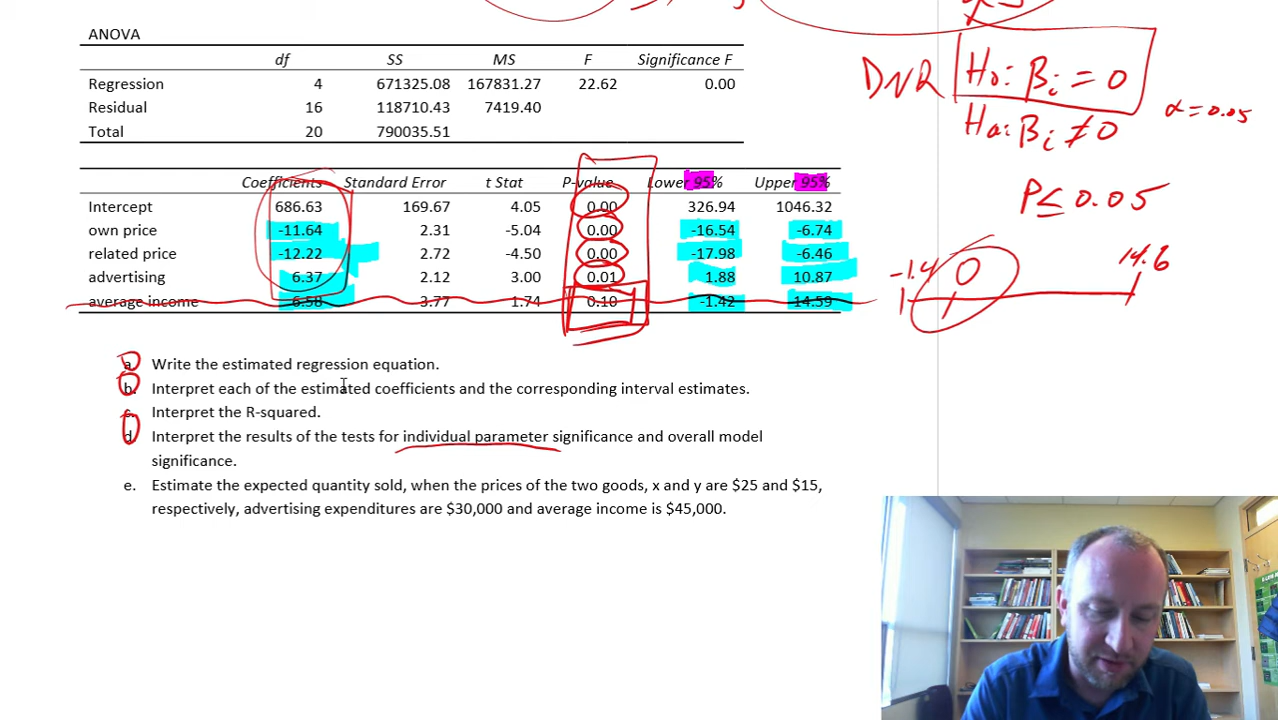 ANOVA
df SS MS F Significance F
Regression 4 671325.08 167831.27 22.62 0.00
Residual 16 118710.43 7419.40
Total 20 790035.51
Coefficients Standard Error t Stat P-value Lower 95% Upper 95%
Intercept 686.63 169.67 4.05 0.00 326.94 1046.32
own price -11.64 2.31 -5.04 0.00 -16.54 -6.74
related price -12.22 2.72 -4.50 0.00 -17.98 -6.46
advertising 6.37 2.12 3.00 0.01 1.88 10.87
average income 6.58 3.77 1.74 0.10 -1.42 14.59
a. Write the estimated regression equation.
b. Interpret each of the estimated coefficients and the corresponding interval estimates.
c. Interpret the R-squared.
d. Interpret the results of the tests for individual parameter significance and overall model
significance.
e. Estimate the expected quantity sold, when the prices of the two goods, x and y are $25 and $15,
respectively, advertising expenditures are $30,000 and average income is $45,000.
DNR H0: βi = 0
Ha: βi ≠ 0
α = 0.05
P ≤ 0.05
-1.4 0 14.6